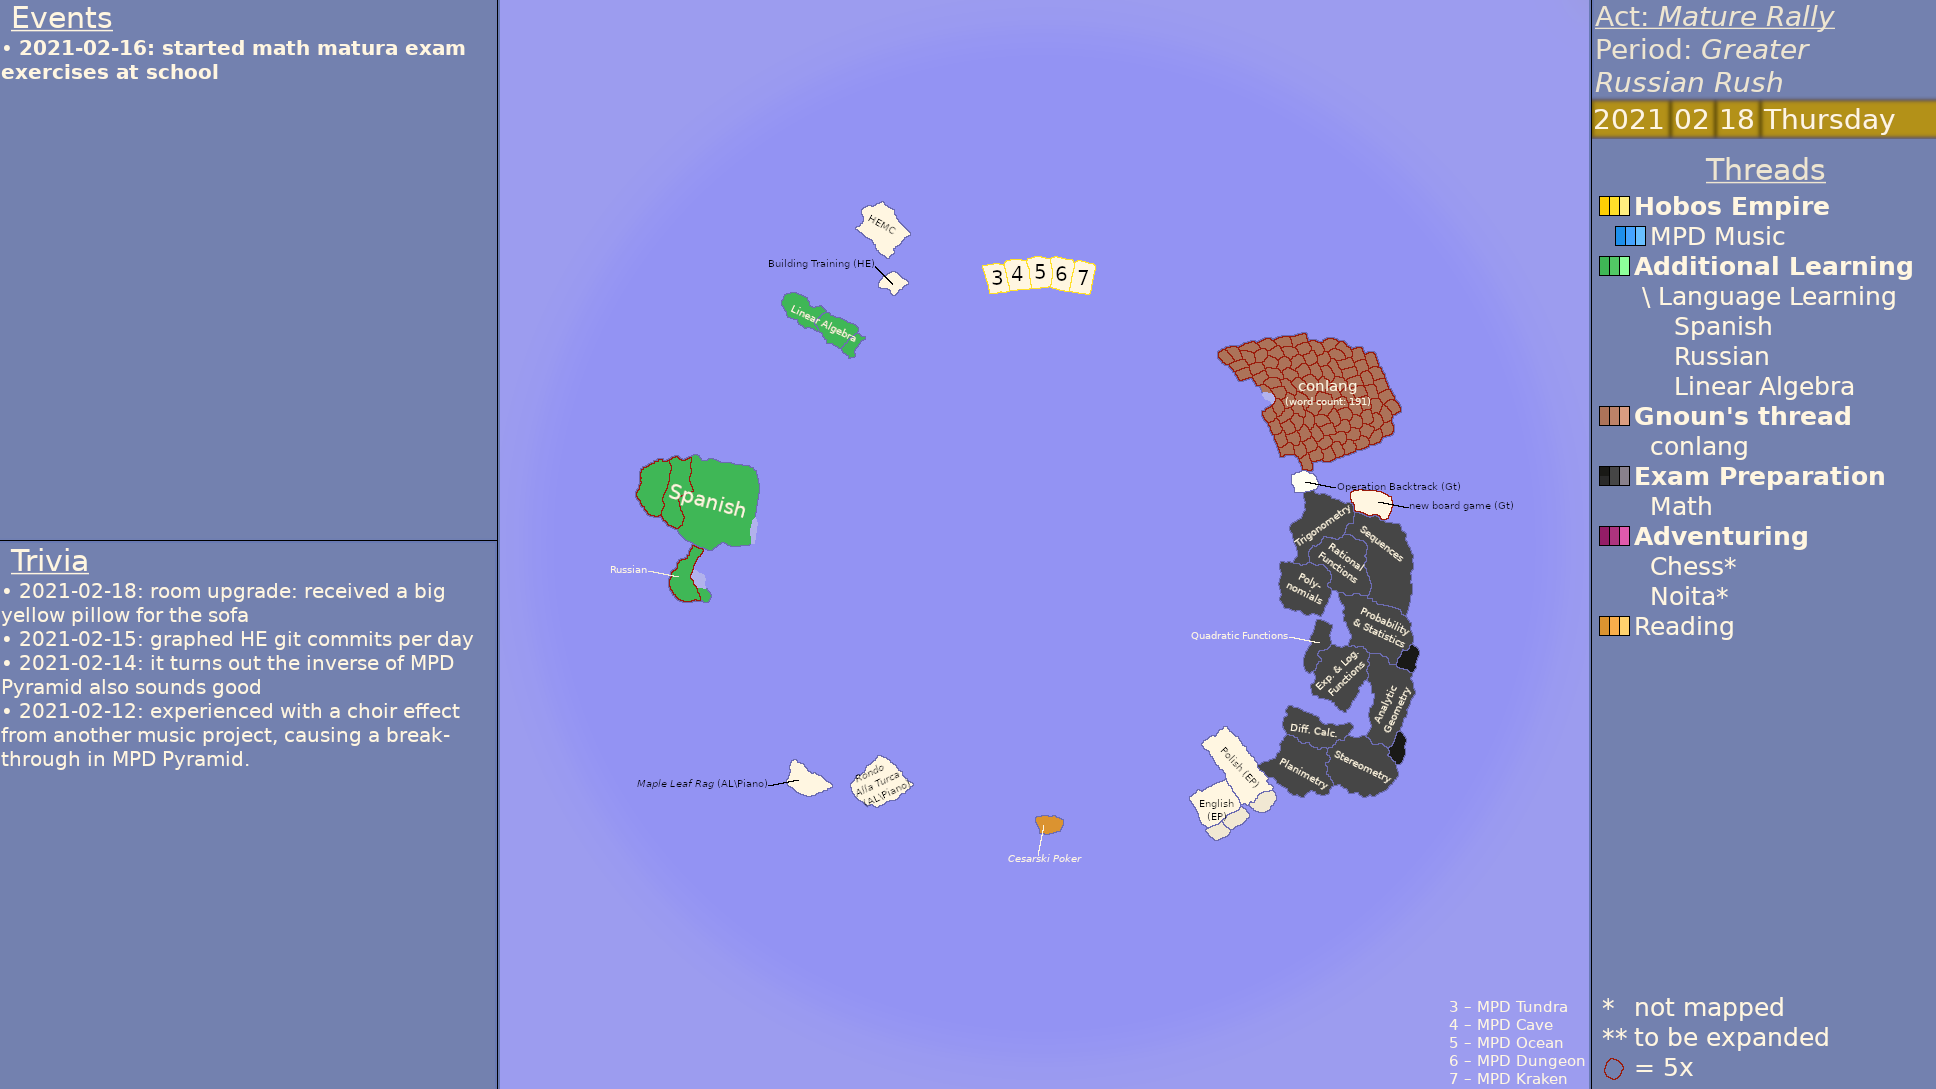 Events
• 2021-02-16: started math matura exam
exercises at school
Trivia
• 2021-02-18: room upgrade: received a big
yellow pillow for the sofa
• 2021-02-15: graphed HE git commits per day
• 2021-02-14: it turns out the inverse of MPD
Pyramid also sounds good
• 2021-02-12: experienced with a choir effect
from another music project, causing a break-
through in MPD Pyramid.
HEMC
Building Training (HE)
Linear Algebra
3 4 5 6 7
conlang
(word count: 191)
Operation Backtrack (Gt)
new board game (Gt)
Spanish
Russian
Trigonometry
Sequences
Rational
Functions
Poly-
nomials
Probability
& Statistics
Quadratic Functions
Exp. & Log.
Functions
Analytic
Geometry
Diff. Calc.
Planimetry
Stereometry
Polish (EP)
English
(EP)
Maple Leaf Rag (AL\Piano)
Rondo
Alla Turca
(AL\Piano)
Cesarski Poker
3 – MPD Tundra
4 – MPD Cave
5 – MPD Ocean
6 – MPD Dungeon
7 – MPD Kraken
Act: Mature Rally
Period: Greater
Russian Rush
2021 02 18 Thursday
Threads
Hobos Empire
MPD Music
Additional Learning
\ Language Learning
Spanish
Russian
Linear Algebra
Gnoun's thread
conlang
Exam Preparation
Math
Adventuring
Chess*
Noita*
Reading
* not mapped
** to be expanded
= 5x